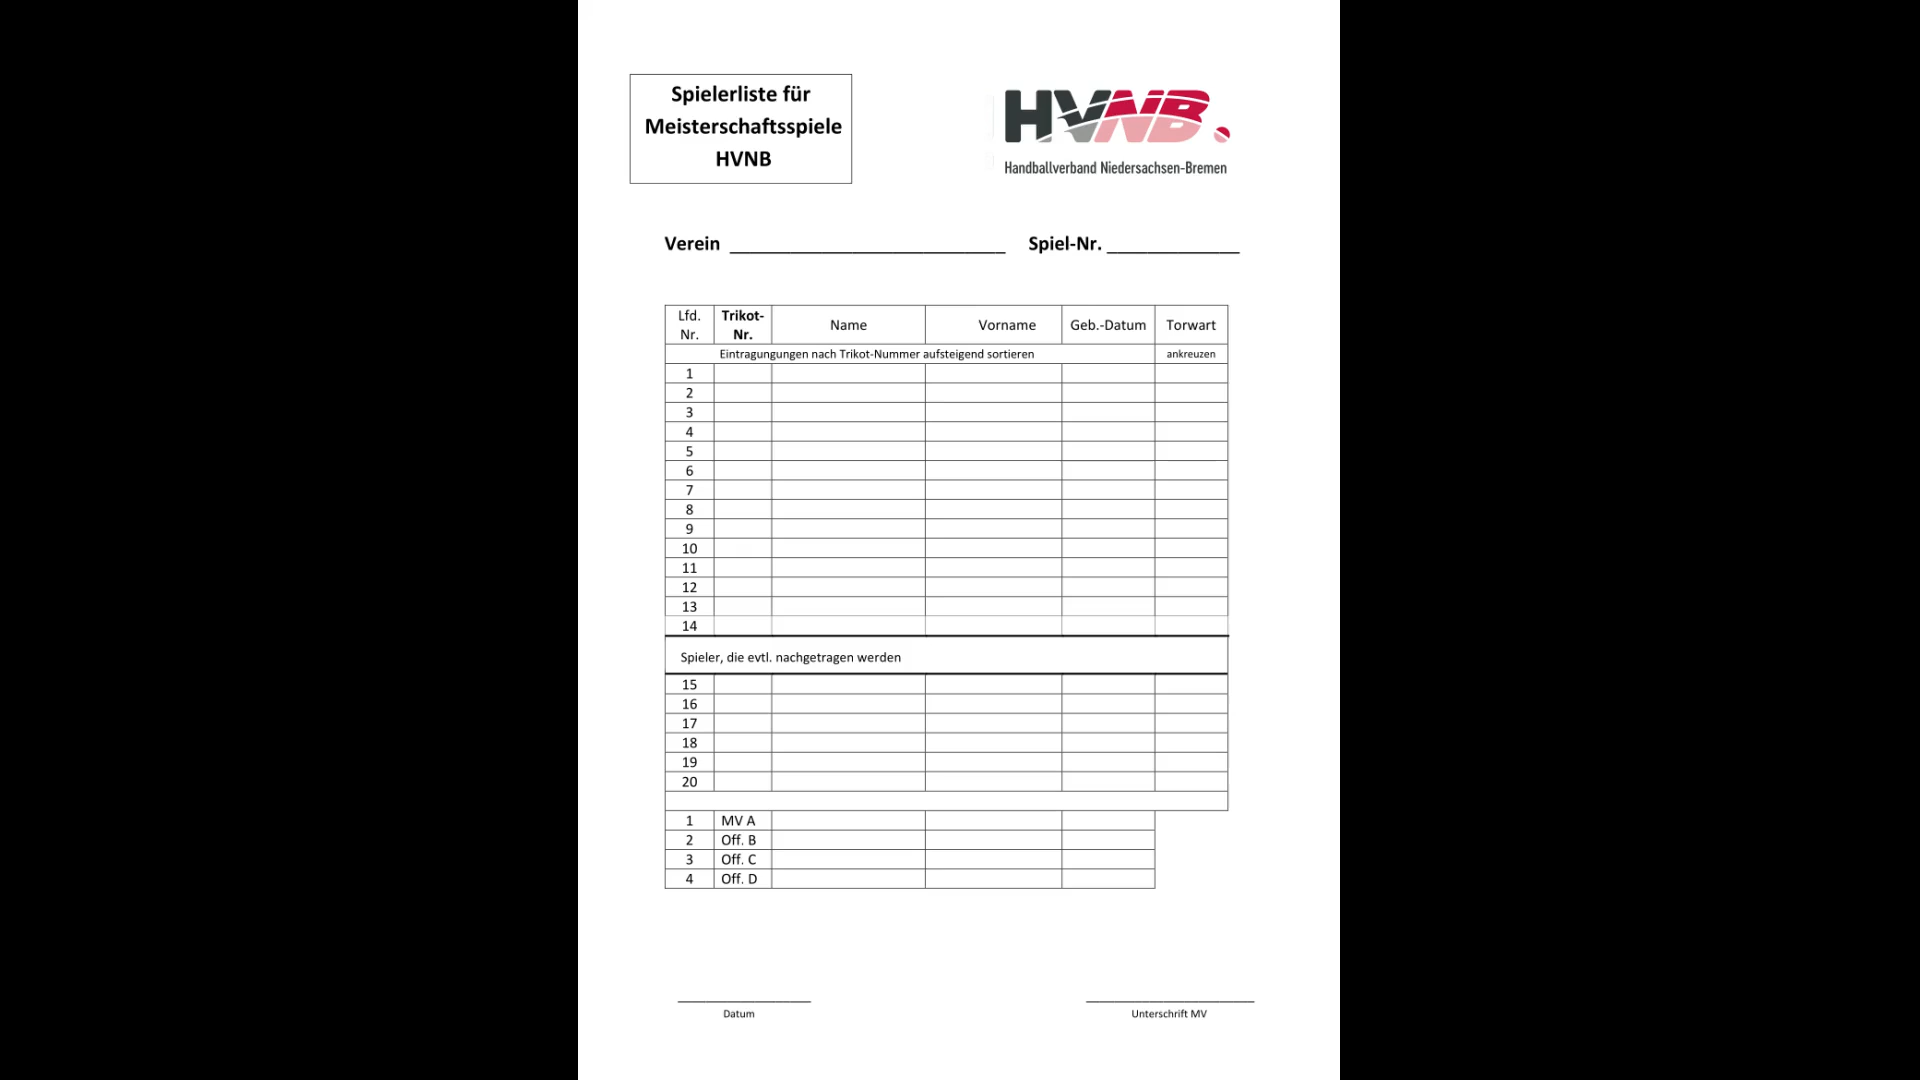 Spielerliste für
Meisterschaftsspiele
HVNB
HVNB.
Handballverband Niedersachsen-Bremen
Verein ____________________________ Spiel-Nr. _____________
Lfd. Nr. Trikot-Nr. Name Vorname Geb.-Datum Torwart
Eintragungungen nach Trikot-Nummer aufsteigend sortieren ankreuzen
1
2
3
4
5
6
7
8
9
10
11
12
13
14
Spieler, die evtl. nachgetragen werden
15
16
17
18
19
20
1 MV A
2 Off. B
3 Off. C
4 Off. D
Datum Unterschrift MV